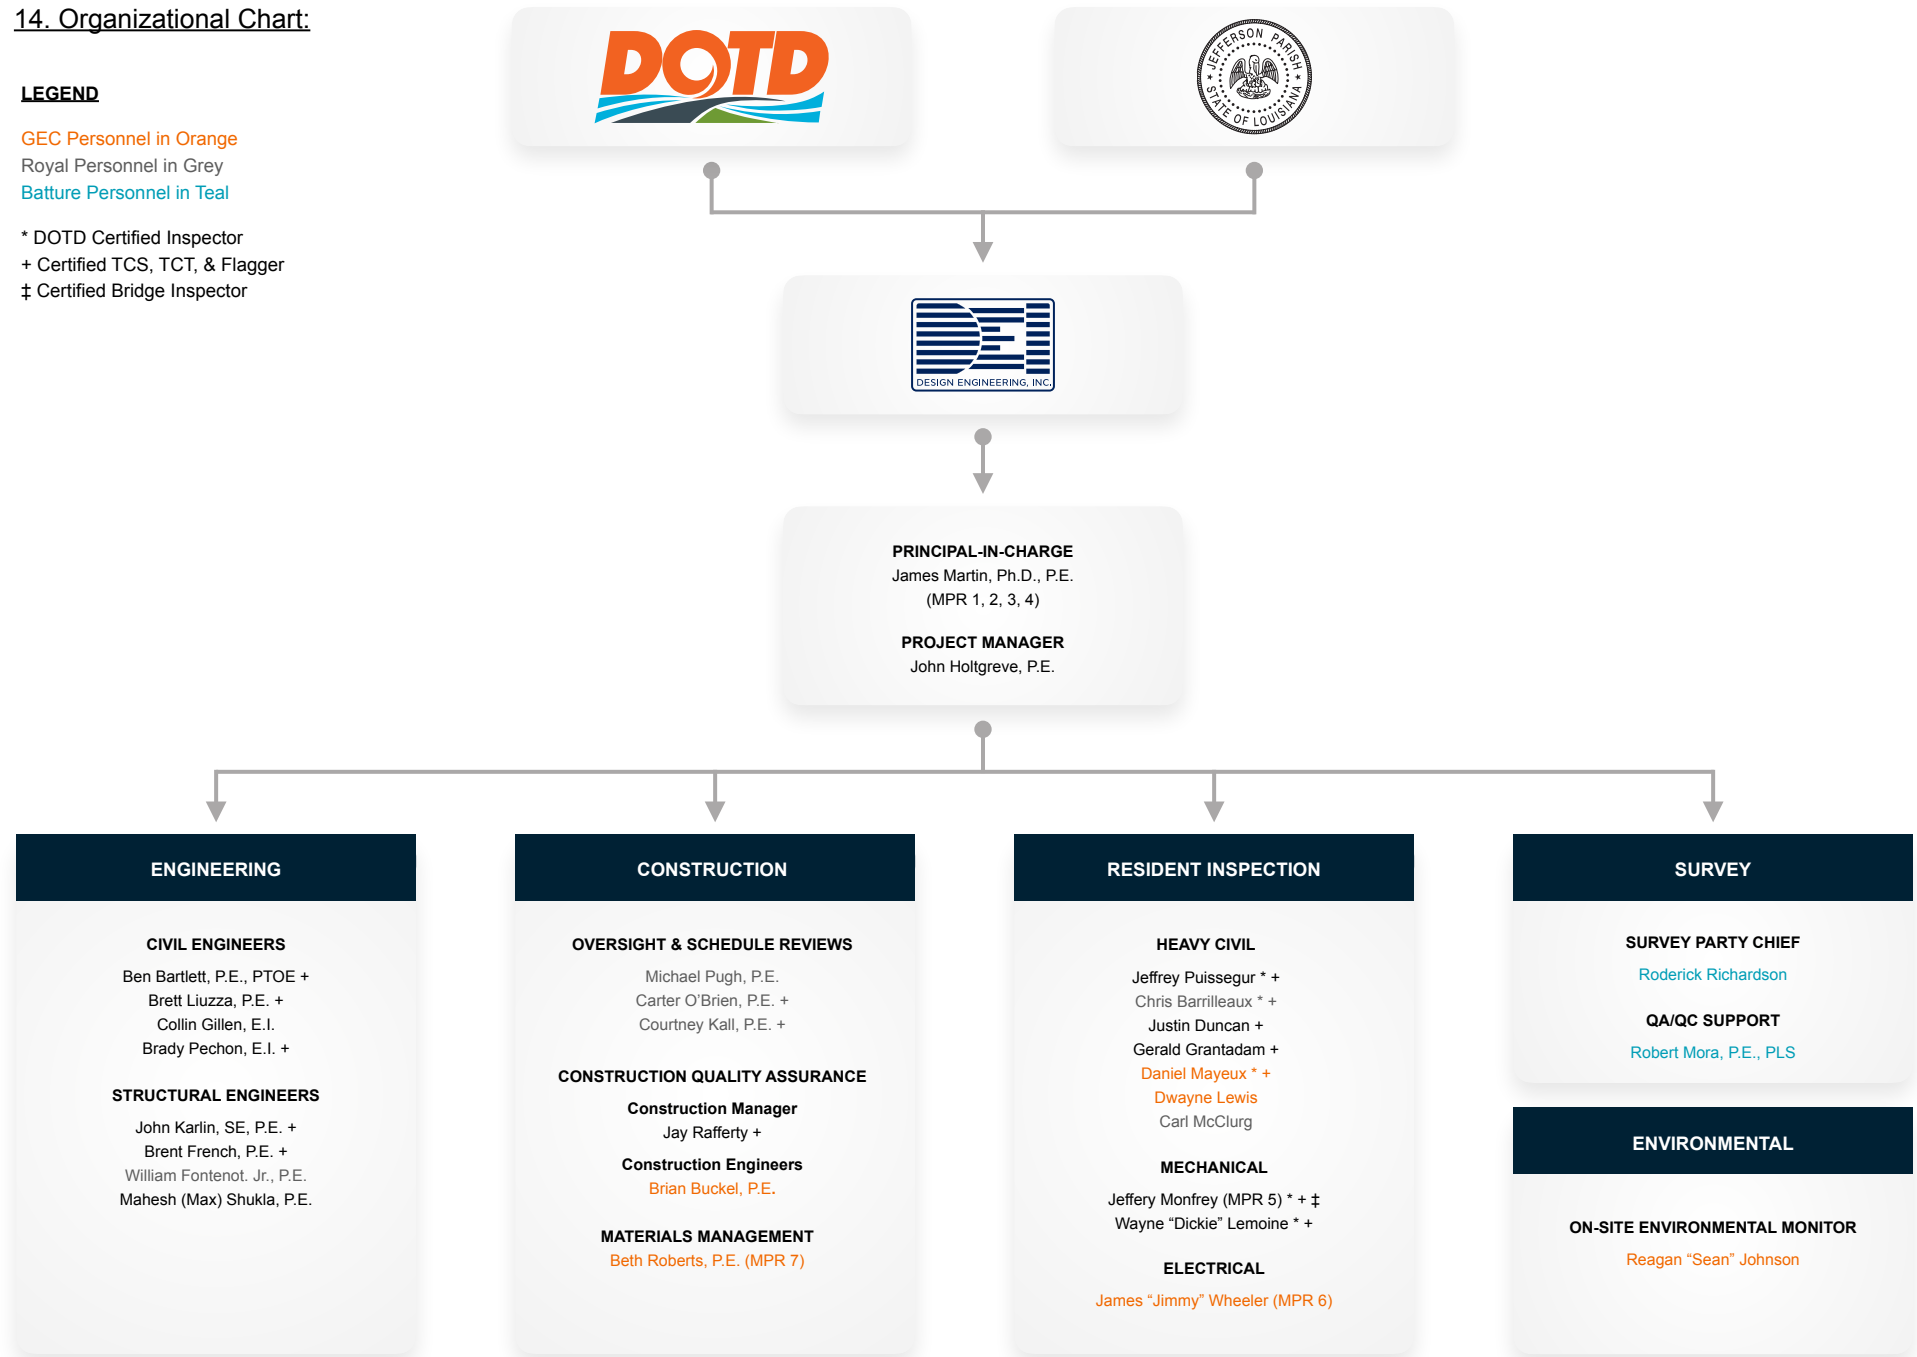 14. Organizational Chart:
LEGEND
GEC Personnel in Orange
Royal Personnel in Grey
Batture Personnel in Teal
* DOTD Certified Inspector
+ Certified TCS, TCT, & Flagger
‡ Certified Bridge Inspector
DOTD
JEFFERSON PARISH
STATE OF LOUISIANA
DEI
DESIGN ENGINEERING, INC.
PRINCIPAL-IN-CHARGE
James Martin, Ph.D., P.E.
(MPR 1, 2, 3, 4)
PROJECT MANAGER
John Holtgreve, P.E.
ENGINEERING
CIVIL ENGINEERS
Ben Bartlett, P.E., PTOE +
Brett Liuzza, P.E. +
Collin Gillen, E.I.
Brady Pechon, E.I. +
STRUCTURAL ENGINEERS
John Karlin, SE, P.E. +
Brent French, P.E. +
William Fontenot. Jr., P.E.
Mahesh (Max) Shukla, P.E.
CONSTRUCTION
OVERSIGHT & SCHEDULE REVIEWS
Michael Pugh, P.E.
Carter O’Brien, P.E. +
Courtney Kall, P.E. +
CONSTRUCTION QUALITY ASSURANCE
Construction Manager
Jay Rafferty +
Construction Engineers
Brian Buckel, P.E.
MATERIALS MANAGEMENT
Beth Roberts, P.E. (MPR 7)
RESIDENT INSPECTION
HEAVY CIVIL
Jeffrey Puissegur * +
Chris Barrilleaux * +
Justin Duncan +
Gerald Grantadam +
Daniel Mayeux * +
Dwayne Lewis
Carl McClurg
MECHANICAL
Jeffery Monfrey (MPR 5) * + ‡
Wayne “Dickie” Lemoine * +
ELECTRICAL
James “Jimmy” Wheeler (MPR 6)
SURVEY
SURVEY PARTY CHIEF
Roderick Richardson
QA/QC SUPPORT
Robert Mora, P.E., PLS
ENVIRONMENTAL
ON-SITE ENVIRONMENTAL MONITOR
Reagan “Sean” Johnson